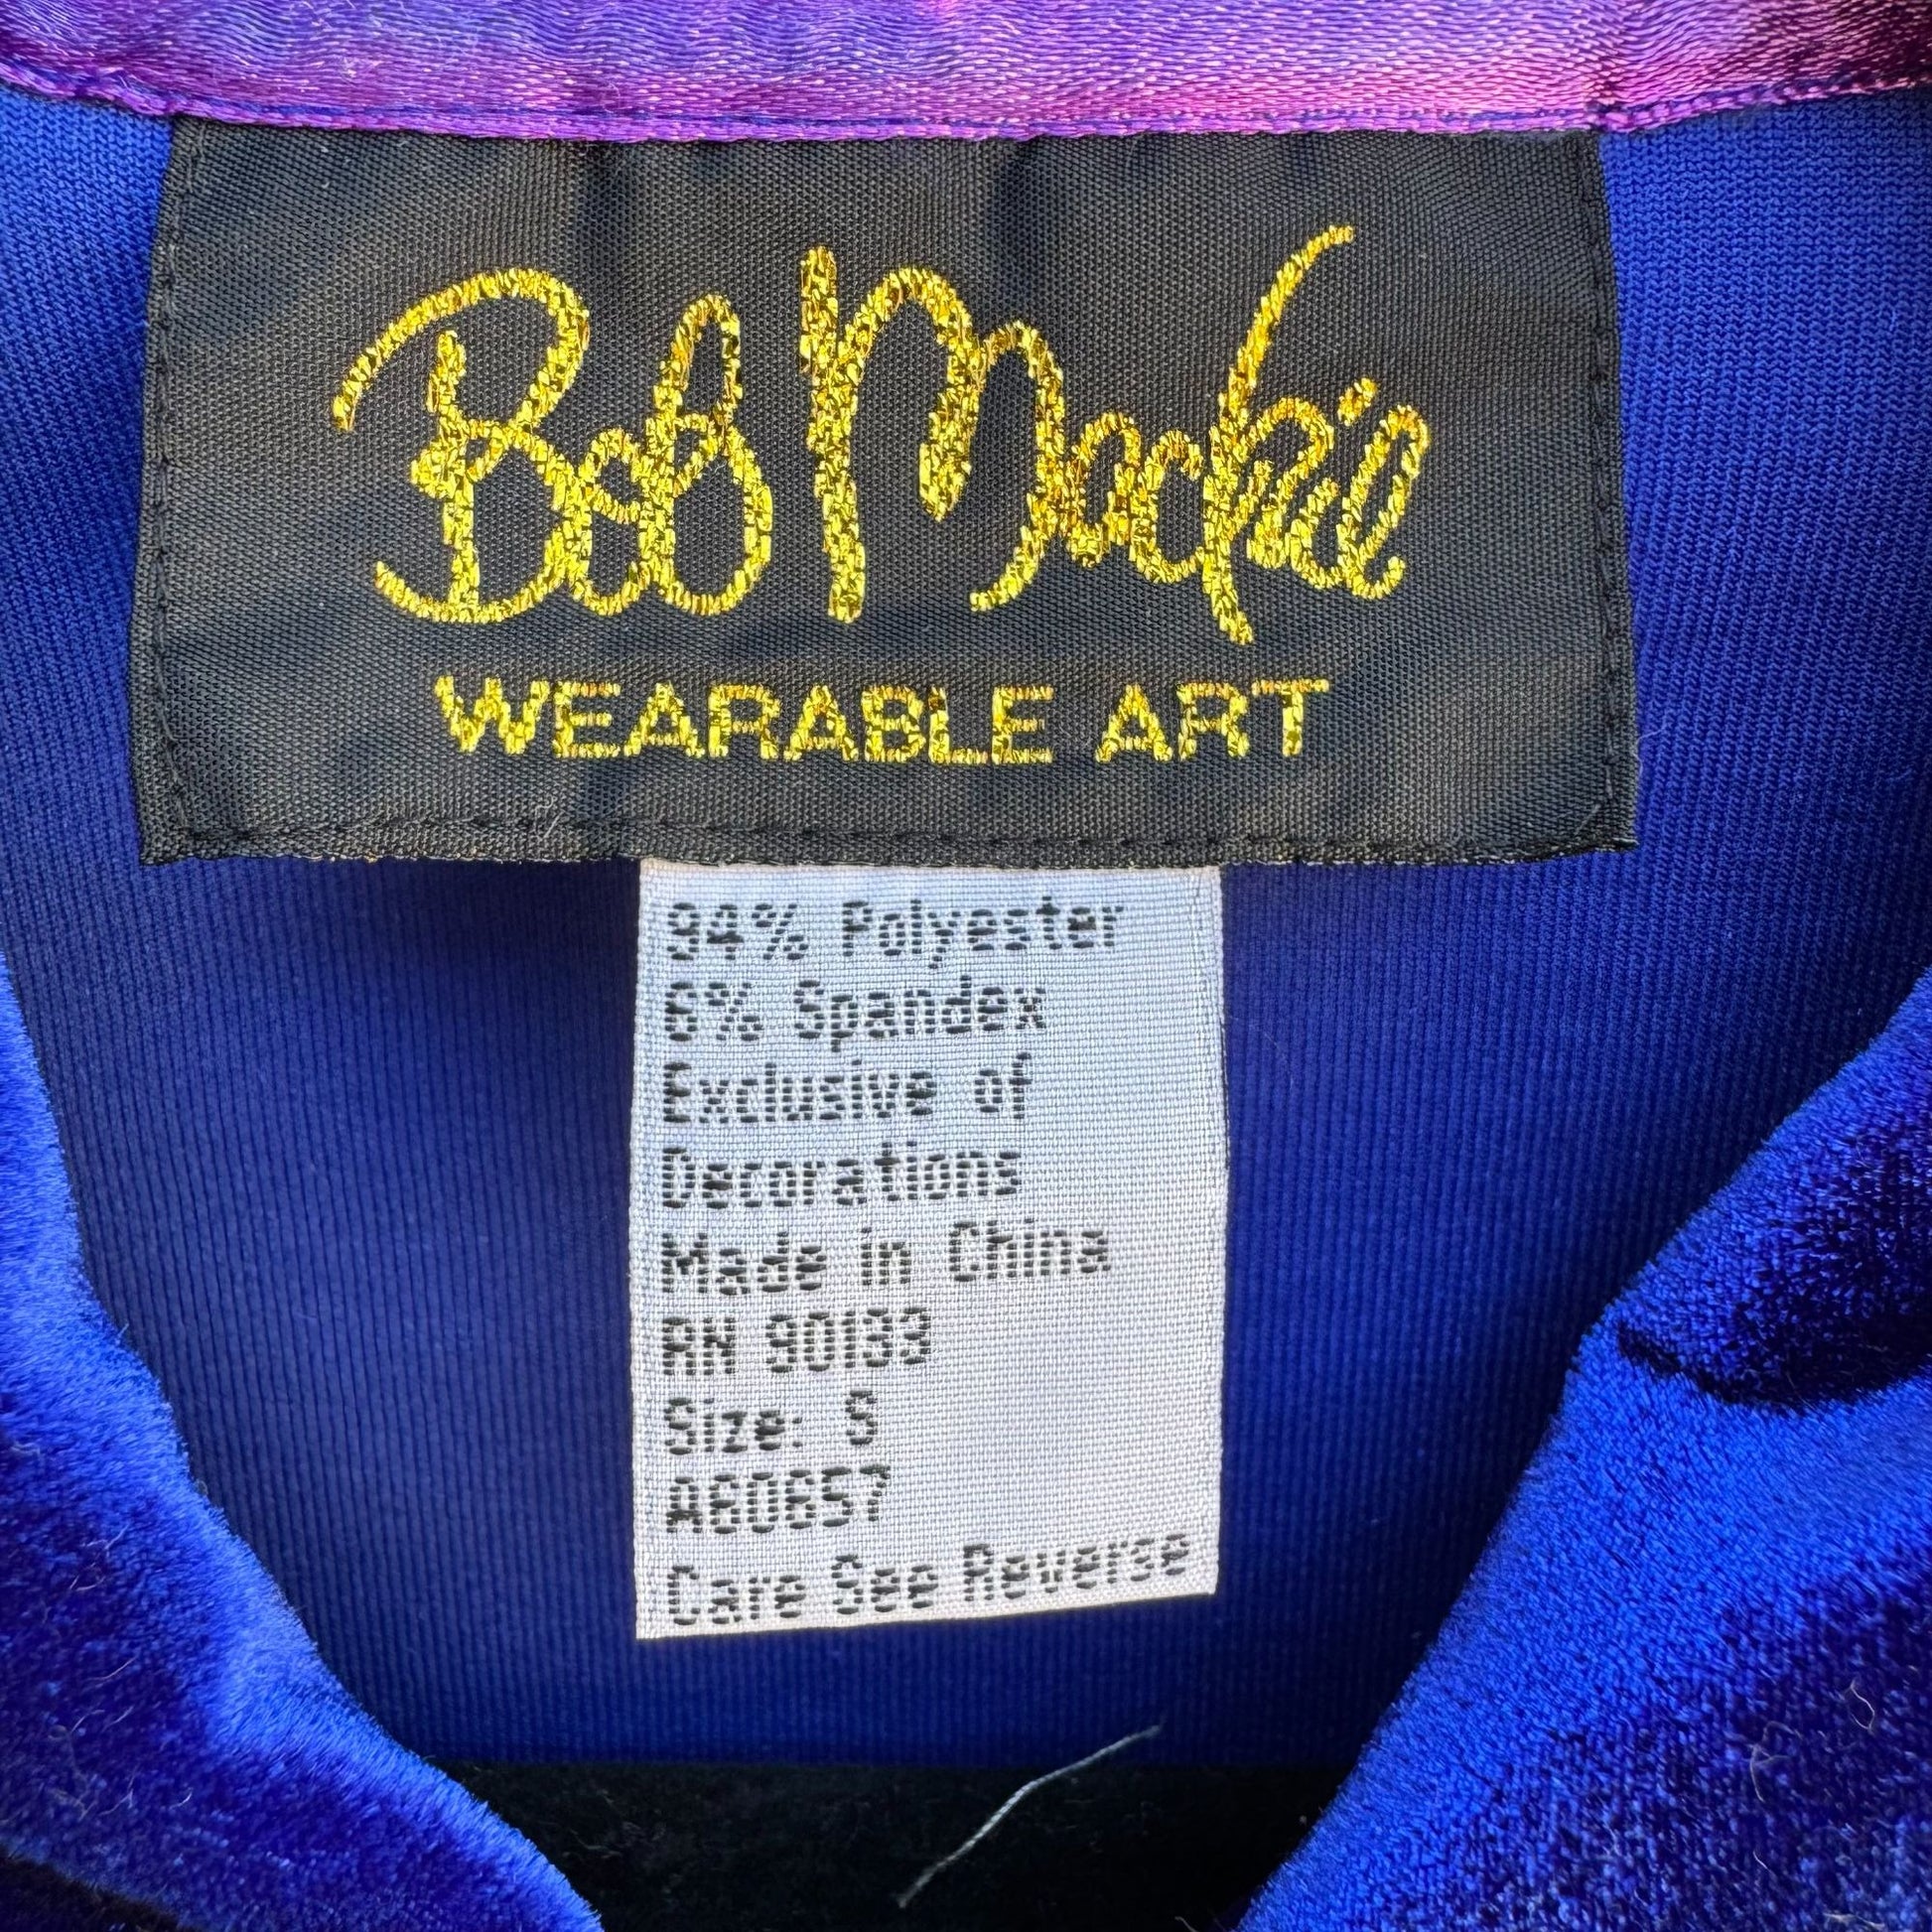 Bob Mackie
WEARABLE ART
94% Polyester
6% Spandex
Exclusive of
Decorations
Made in China
RN 90133
Size: S
A60657
Care See Reverse